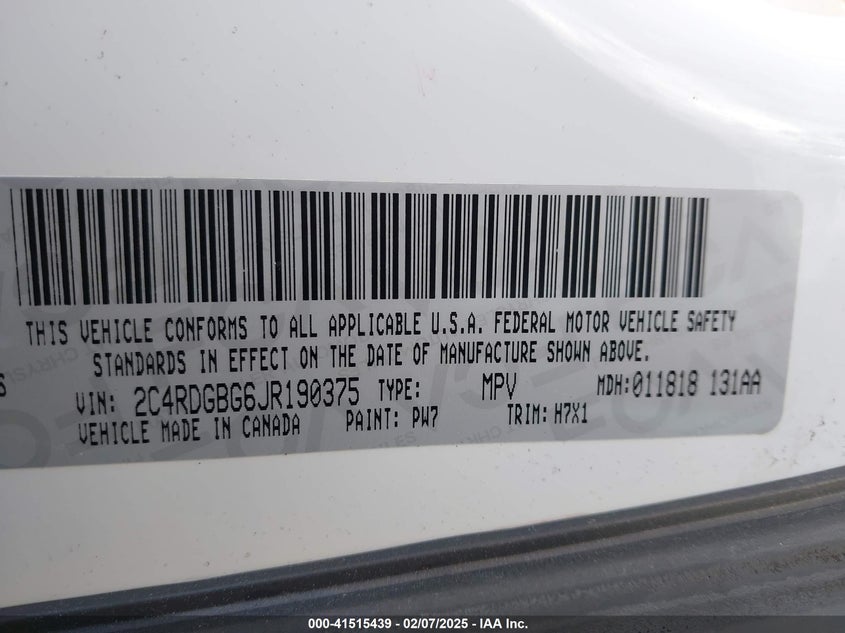 THIS VEHICLE CONFORMS TO ALL APPLICABLE U.S.A. FEDERAL MOTOR VEHICLE SAFETY
STANDARDS IN EFFECT ON THE DATE OF MANUFACTURE SHOWN ABOVE.
S
VIN: 2C4RDGBG6JR190375 TYPE: MPV MDH:011818 131AA
VEHICLE MADE IN CANADA PAINT: PW7 TRIM: H7X1
000-41515439 - 02/07/2025 - IAA Inc.